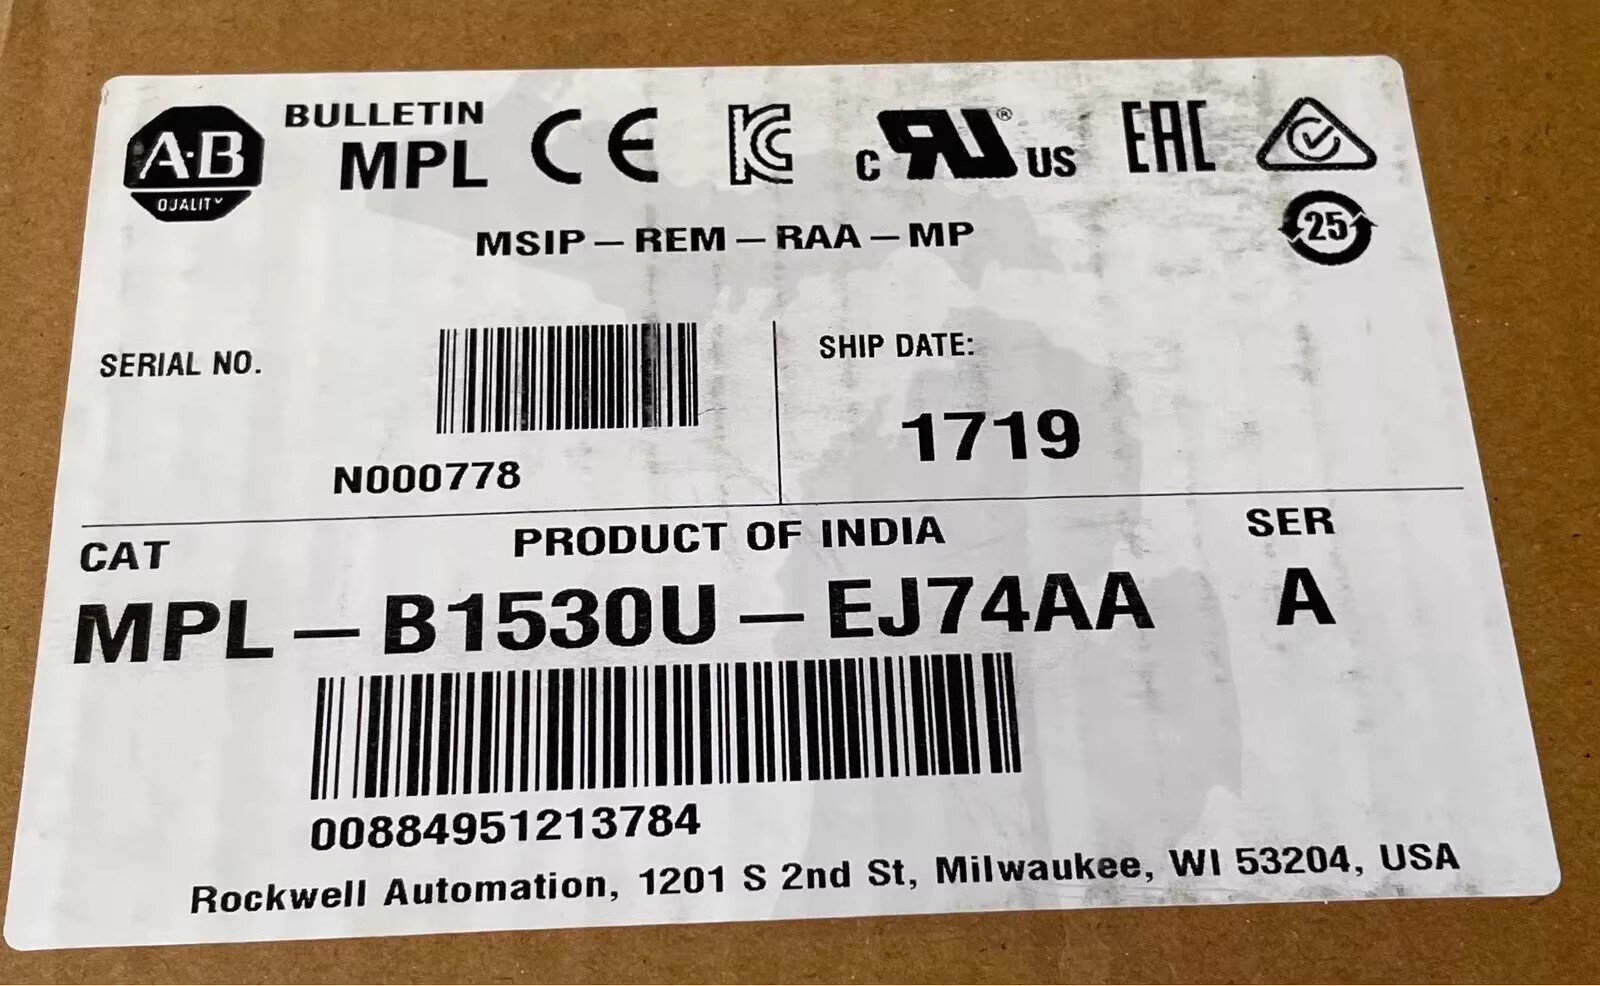 A·B
QUALITY
BULLETIN
MPL
CE
KC
c RU® US
EAC
MSIP-REM-RAA-MP
25
SERIAL NO.
N000778
SHIP DATE:
1719
CAT
PRODUCT OF INDIA
SER
MPL-B1530U-EJ74AA
A
00884951213784
Rockwell Automation, 1201 S 2nd St, Milwaukee, WI 53204, USA